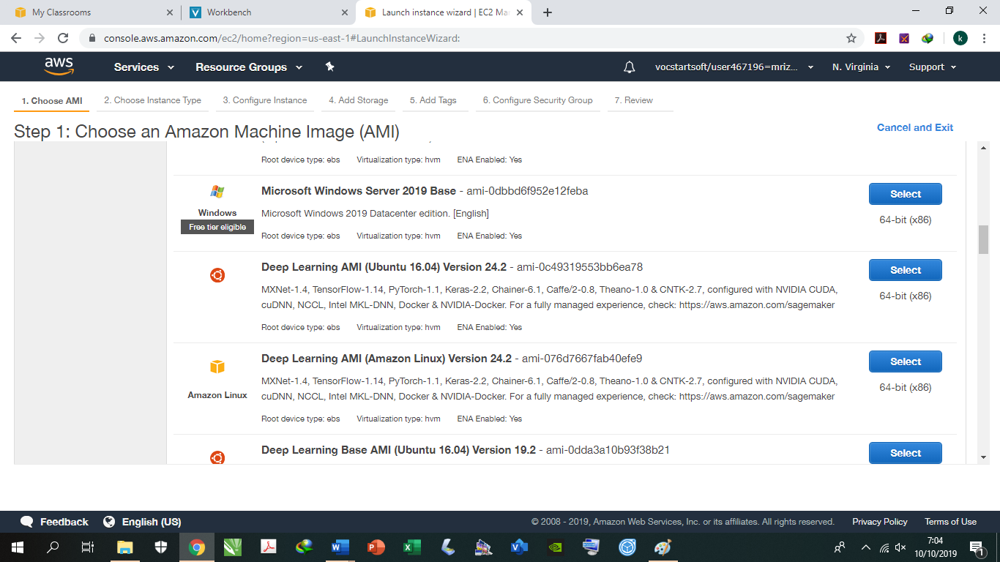 My Classrooms
Workbench
Launch instance wizard | EC2 Ma
console.aws.amazon.com/ec2/home?region=us-east-1#LaunchInstanceWizard:
k
aws
Services
Resource Groups
vocstartsoft/user467196=mriz...
N. Virginia
Support
1. Choose AMI
2. Choose Instance Type
3. Configure Instance
4. Add Storage
5. Add Tags
6. Configure Security Group
7. Review
Step 1: Choose an Amazon Machine Image (AMI)
Cancel and Exit
Root device type: ebs Virtualization type: hvm ENA Enabled: Yes
Microsoft Windows Server 2019 Base - ami-0dbbd6f952e12feba
Select
Windows
Microsoft Windows 2019 Datacenter edition. [English]
64-bit (x86)
Free tier eligible
Root device type: ebs Virtualization type: hvm ENA Enabled: Yes
Deep Learning AMI (Ubuntu 16.04) Version 24.2 - ami-0c49319553bb6ea78
Select
MXNet-1.4, TensorFlow-1.14, PyTorch-1.1, Keras-2.2, Chainer-6.1, Caffe/2-0.8, Theano-1.0 & CNTK-2.7, configured with NVIDIA CUDA,
64-bit (x86)
cuDNN, NCCL, Intel MKL-DNN, Docker & NVIDIA-Docker. For a fully managed experience, check: https://aws.amazon.com/sagemaker
Root device type: ebs Virtualization type: hvm ENA Enabled: Yes
Deep Learning AMI (Amazon Linux) Version 24.2 - ami-076d7667fab40efe9
Select
Amazon Linux
MXNet-1.4, TensorFlow-1.14, PyTorch-1.1, Keras-2.2, Chainer-6.1, Caffe/2-0.8, Theano-1.0 & CNTK-2.7, configured with NVIDIA CUDA,
64-bit (x86)
cuDNN, NCCL, Intel MKL-DNN, Docker & NVIDIA-Docker. For a fully managed experience, check: https://aws.amazon.com/sagemaker
Root device type: ebs Virtualization type: hvm ENA Enabled: Yes
Deep Learning Base AMI (Ubuntu 16.04) Version 19.2 - ami-0dda3a10b93f38b21
Select
Feedback
English (US)
© 2008 - 2019, Amazon Web Services, Inc. or its affiliates. All rights reserved.
Privacy Policy
Terms of Use
7:04
10/10/2019
1